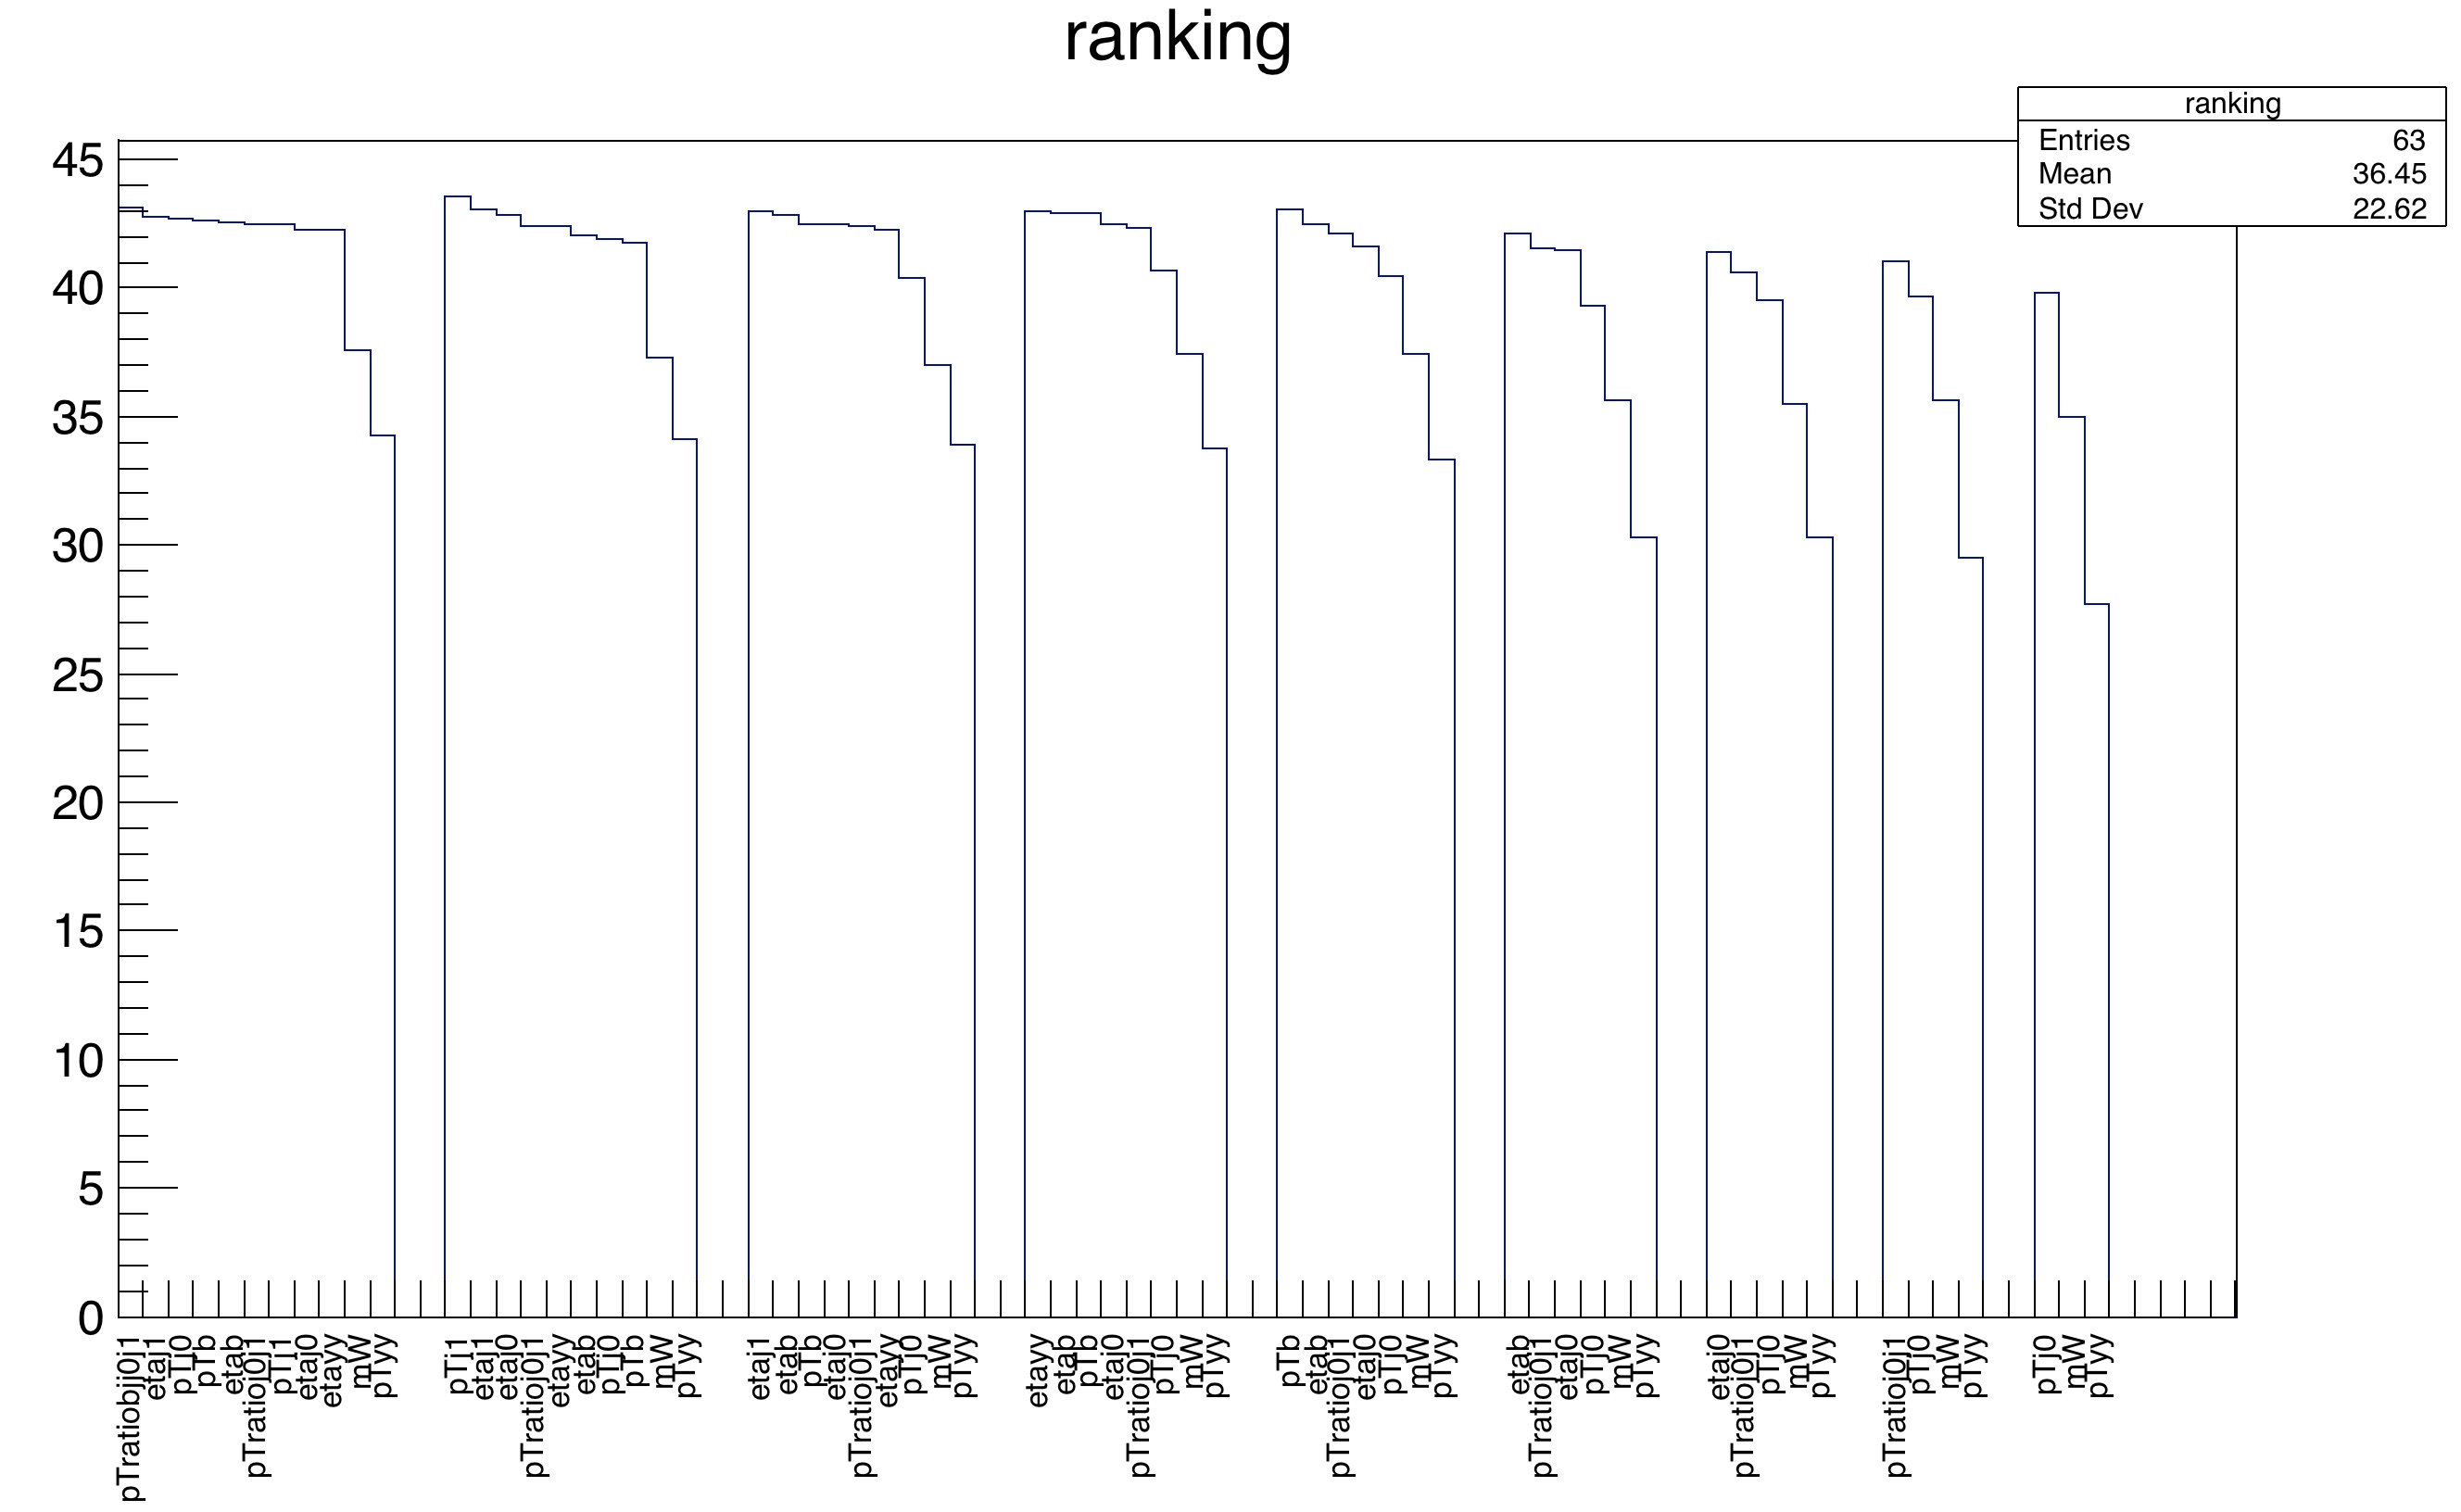 ranking
ranking
Entries 63
Mean 36.45
Std Dev 22.62
45
40
35
30
25
20
15
10
5
0
pTratiobjj0j1
etaj1
pTj0
pTb
etab
pTratioj0j1
pTj1
etaj0
etayy
mW
pTyy
pTj1
etaj1
etaj0
pTratioj0j1
etayy
etab
pTj0
pTb
mW
pTyy
etaj1
etab
pTb
etaj0
pTratioj0j1
etayy
pTj0
mW
pTyy
etayy
etab
pTb
etaj0
pTratioj0j1
pTj0
mW
pTyy
pTb
etab
pTratioj0j1
etaj0
pTj0
mW
pTyy
etab
pTratioj0j1
etaj0
pTj0
mW
pTyy
etaj0
pTratioj0j1
pTj0
mW
pTyy
pTratioj0j1
pTj0
mW
pTyy
pTj0
mW
pTyy